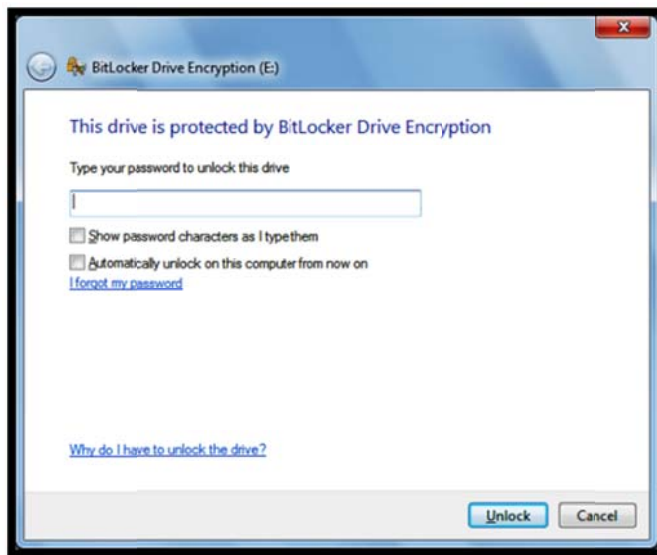 BitLocker Drive Encryption (E:)
This drive is protected by BitLocker Drive Encryption
Type your password to unlock this drive
Show password characters as I type them
Automatically unlock on this computer from now on
I forgot my password
Why do I have to unlock the drive?
Unlock Cancel